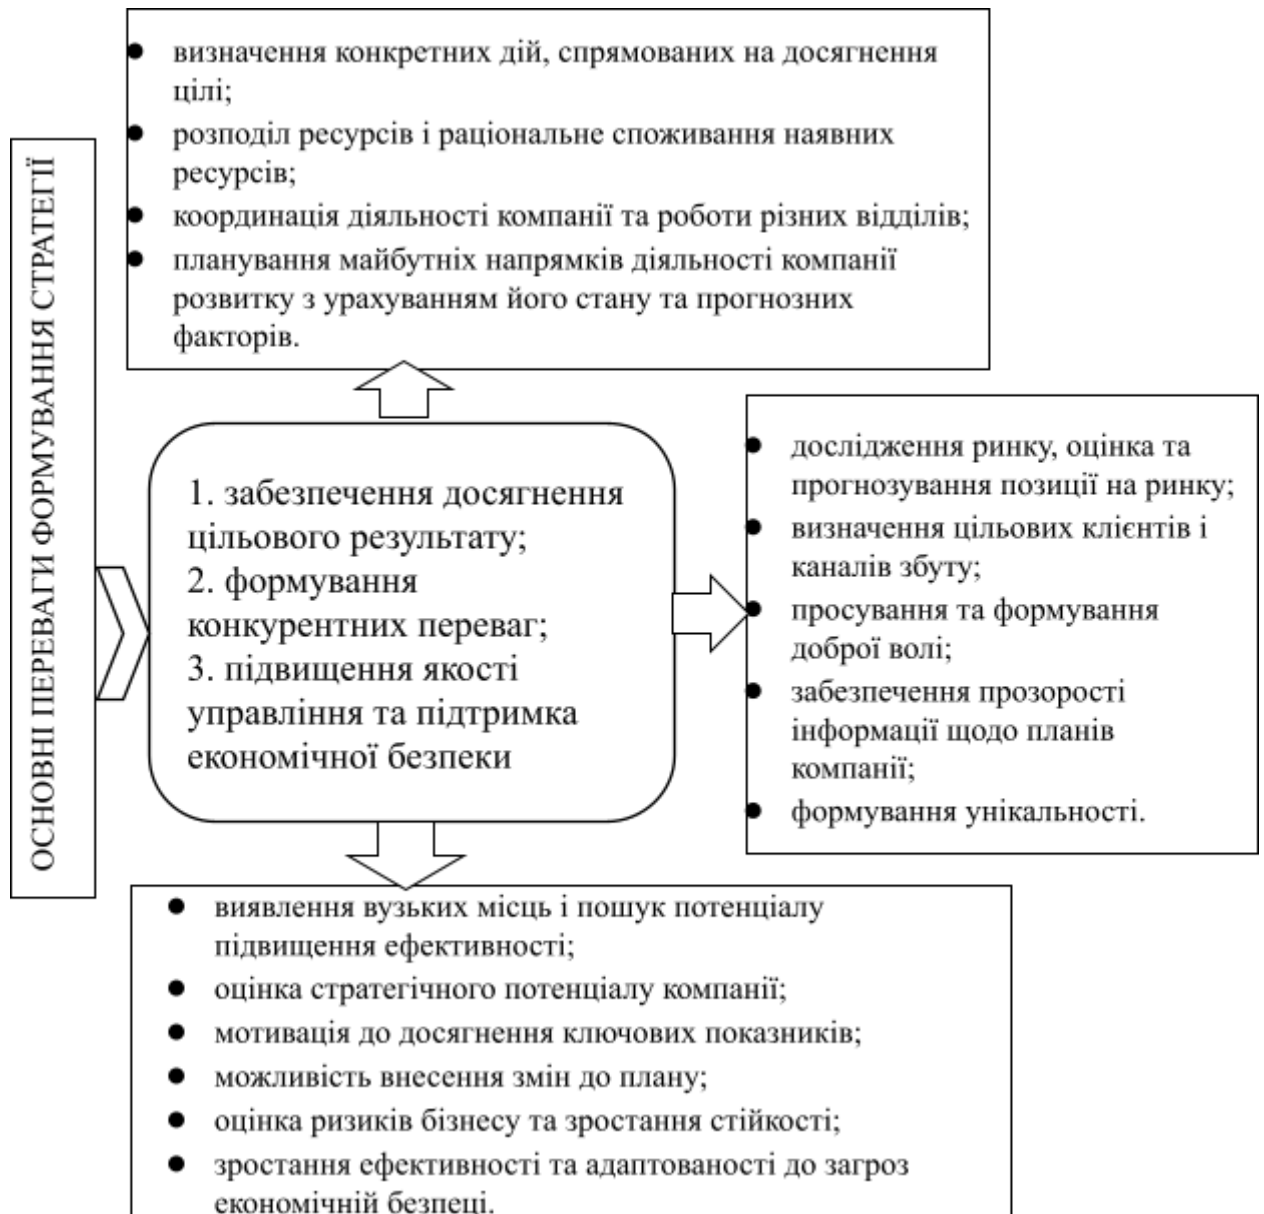 ОСНОВНІ ПЕРЕВАГИ ФОРМУВАННЯ СТРАТЕГІЇ
● визначення конкретних дій, спрямованих на досягнення
цілі;
● розподіл ресурсів і раціональне споживання наявних
ресурсів;
● координація діяльності компанії та роботи різних відділів;
● планування майбутніх напрямків діяльності компанії
розвитку з урахуванням його стану та прогнозних
факторів.
1. забезпечення досягнення
цільового результату;
2. формування
конкурентних переваг;
3. підвищення якості
управління та підтримка
економічної безпеки
● дослідження ринку, оцінка та
прогнозування позиції на ринку;
● визначення цільових клієнтів і
каналів збуту;
● просування та формування
доброї волі;
● забезпечення прозорості
інформації щодо планів
компанії;
● формування унікальності.
● виявлення вузьких місць і пошук потенціалу
підвищення ефективності;
● оцінка стратегічного потенціалу компанії;
● мотивація до досягнення ключових показників;
● можливість внесення змін до плану;
● оцінка ризиків бізнесу та зростання стійкості;
● зростання ефективності та адаптованості до загроз
економічній безпеці.